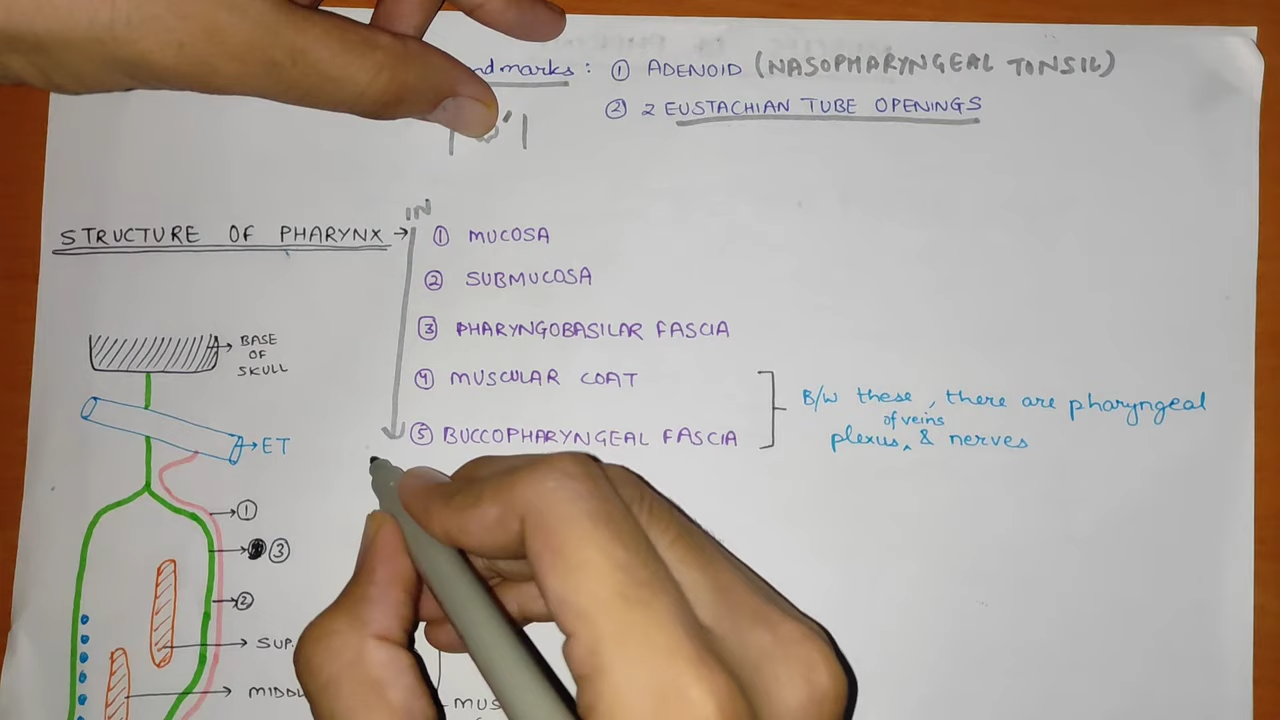 ndmarks : ① ADENOID (NASOPHARYNGEAL TONSIL)
② 2 EUSTACHIAN TUBE OPENINGS
IN
STRUCTURE OF PHARYNX → ① MUCOSA
② SUBMUCOSA
③ PHARYNGOBASILAR FASCIA
④ MUSCULAR COAT
⑤ BUCCOPHARYNGEAL FASCIA
B/W these, there are pharyngeal
of veins
plexus, & nerves
BASE
OF
SKULL
ET
①
③
②
SUP.
MIDDL
MUS